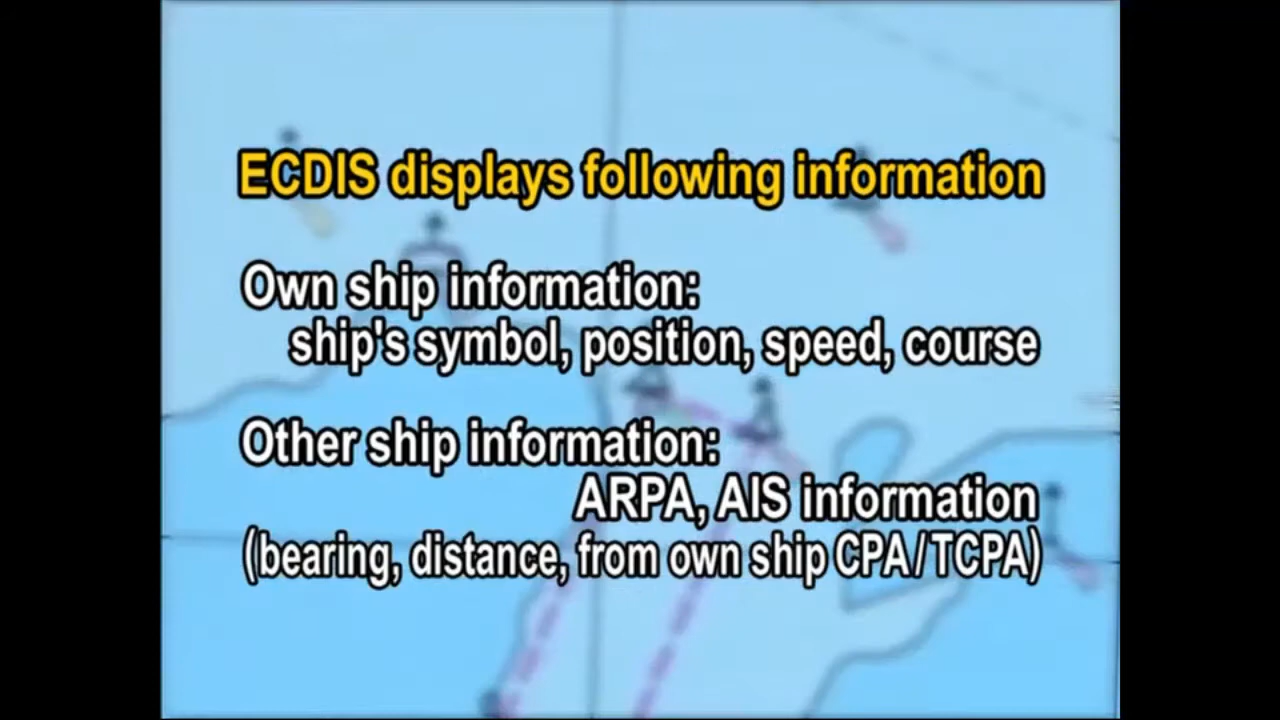 ECDIS displays following information
Own ship information:
ship's symbol, position, speed, course
Other ship information:
ARPA, AIS information
(bearing, distance, from own ship CPA/TCPA)